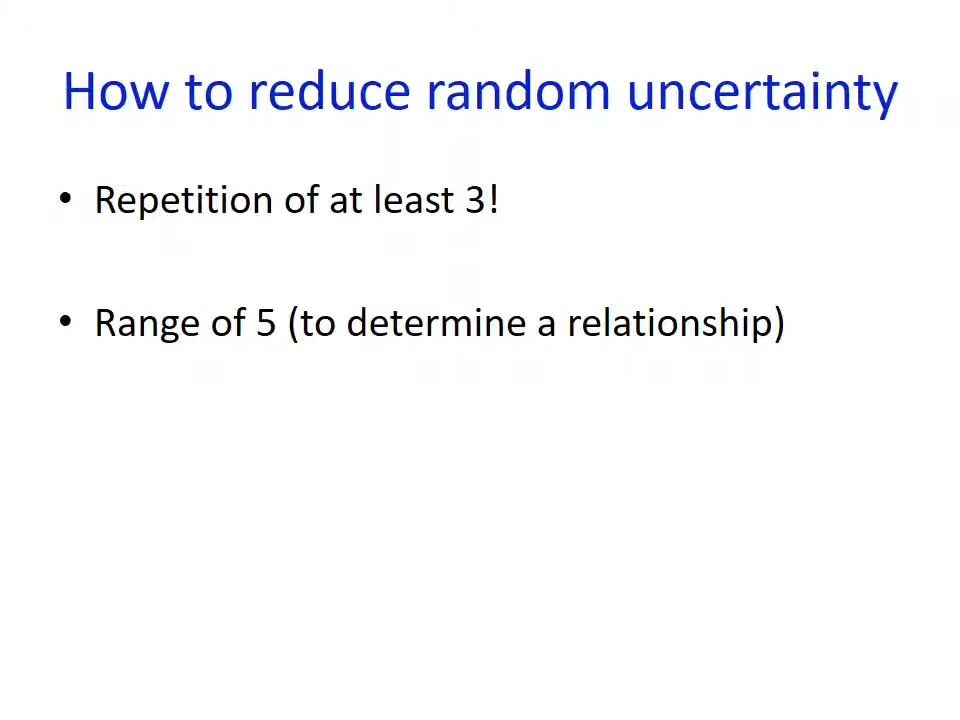 How to reduce random uncertainty
• Repetition of at least 3!
• Range of 5 (to determine a relationship)